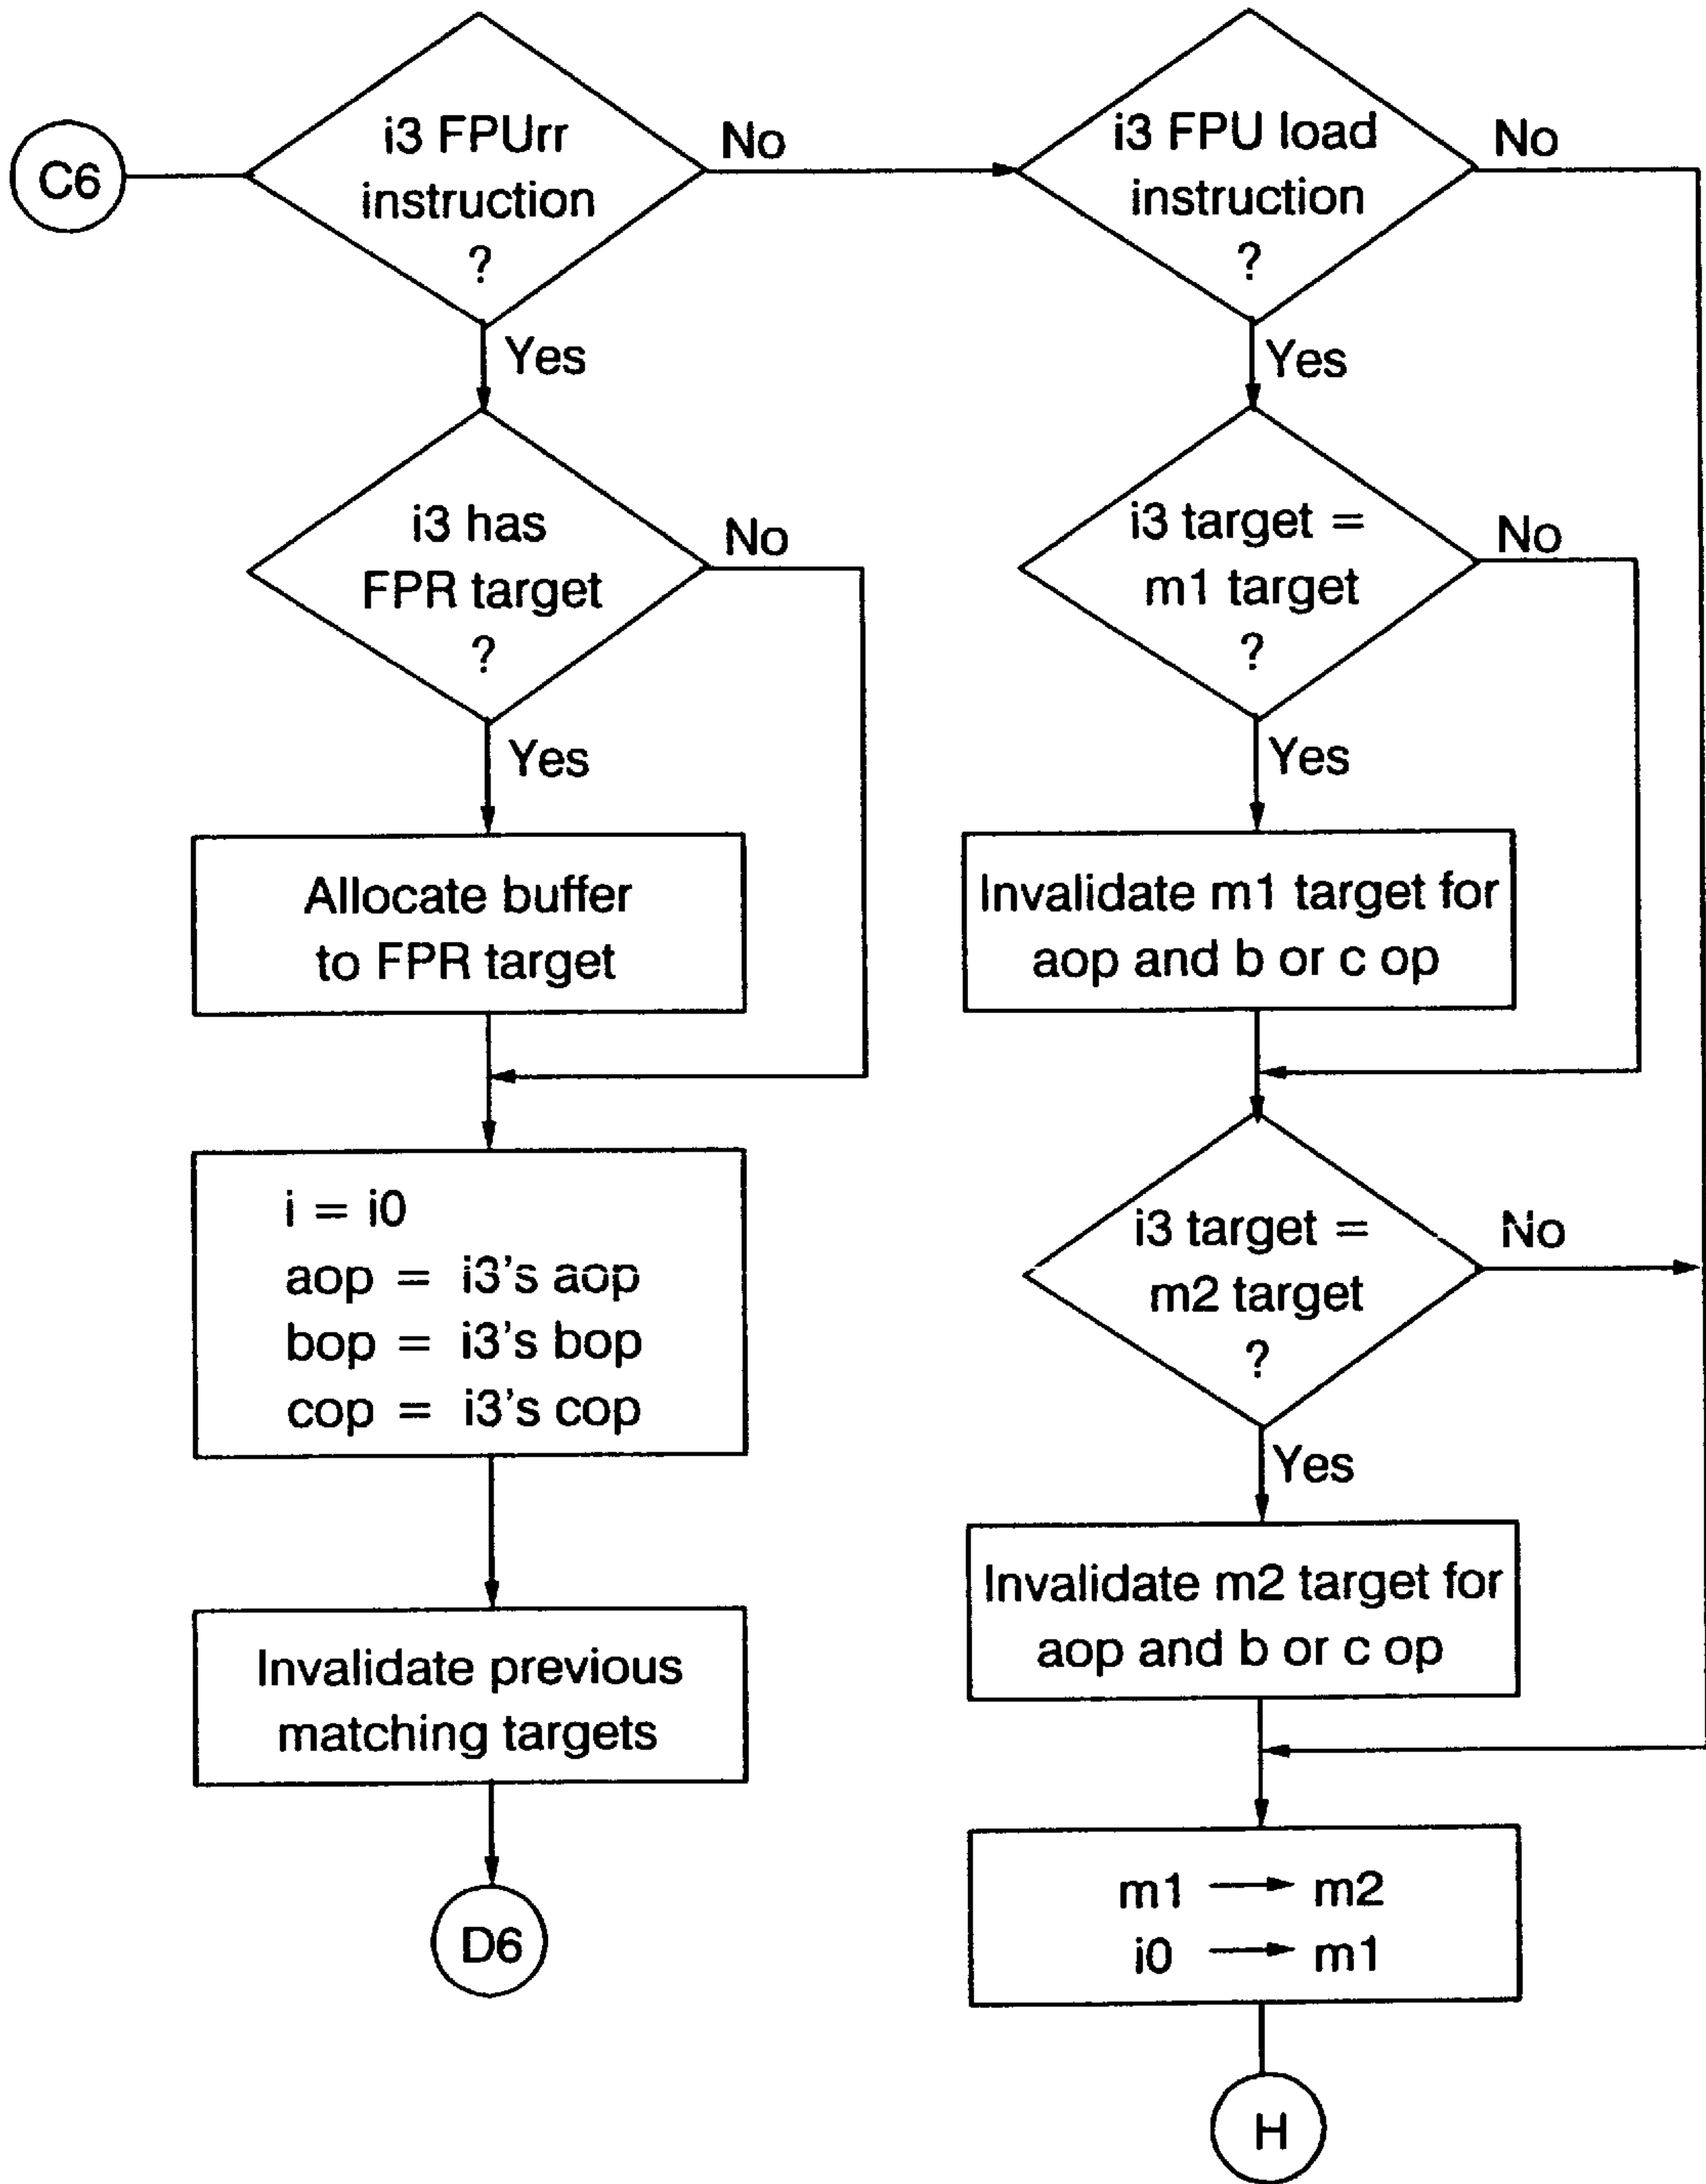 C6
i3 FPUrr
instruction
?
No
Yes
i3 has
FPR target
?
No
Yes
Allocate buffer
to FPR target
i = i0
aop = i3's aop
bop = i3's bop
cop = i3's cop
Invalidate previous
matching targets
D6
i3 FPU load
instruction
?
No
Yes
i3 target =
m1 target
?
No
Yes
Invalidate m1 target for
aop and b or c op
i3 target =
m2 target
?
No
Yes
Invalidate m2 target for
aop and b or c op
m1 → m2
i0 → m1
H